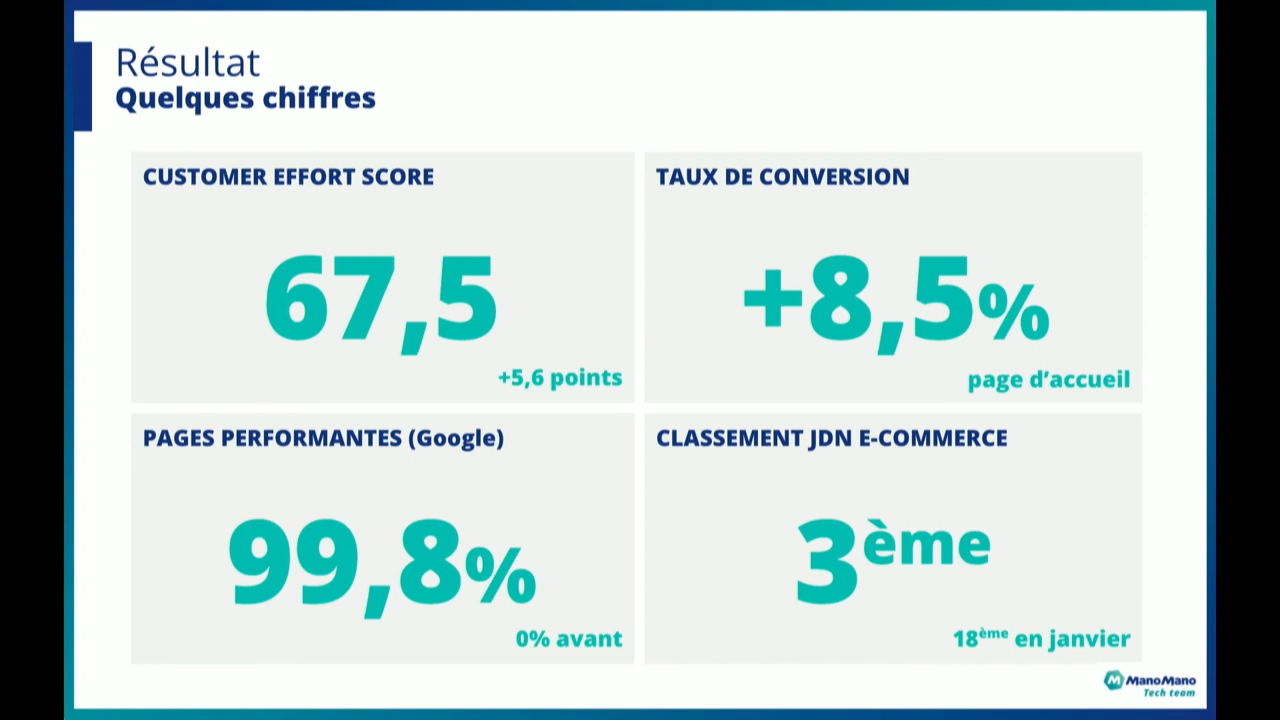 Résultat
Quelques chiffres
CUSTOMER EFFORT SCORE
67,5
+5,6 points
TAUX DE CONVERSION
+8,5%
page d’accueil
PAGES PERFORMANTES (Google)
99,8%
0% avant
CLASSEMENT JDN E-COMMERCE
3ème
18ème en janvier
ManoMano
Tech team